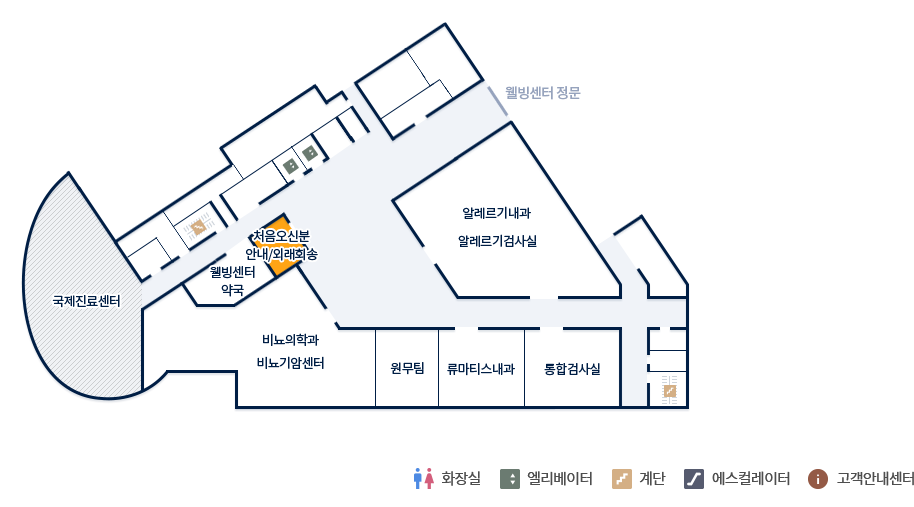 웰빙센터 정문
알레르기내과
알레르기검사실
처음오신분
안내/외래회송
웰빙센터
약국
국제진료센터
비뇨의학과
비뇨기암센터
원무팀
류마티스내과
통합검사실
화장실
엘리베이터
계단
에스컬레이터
고객안내센터